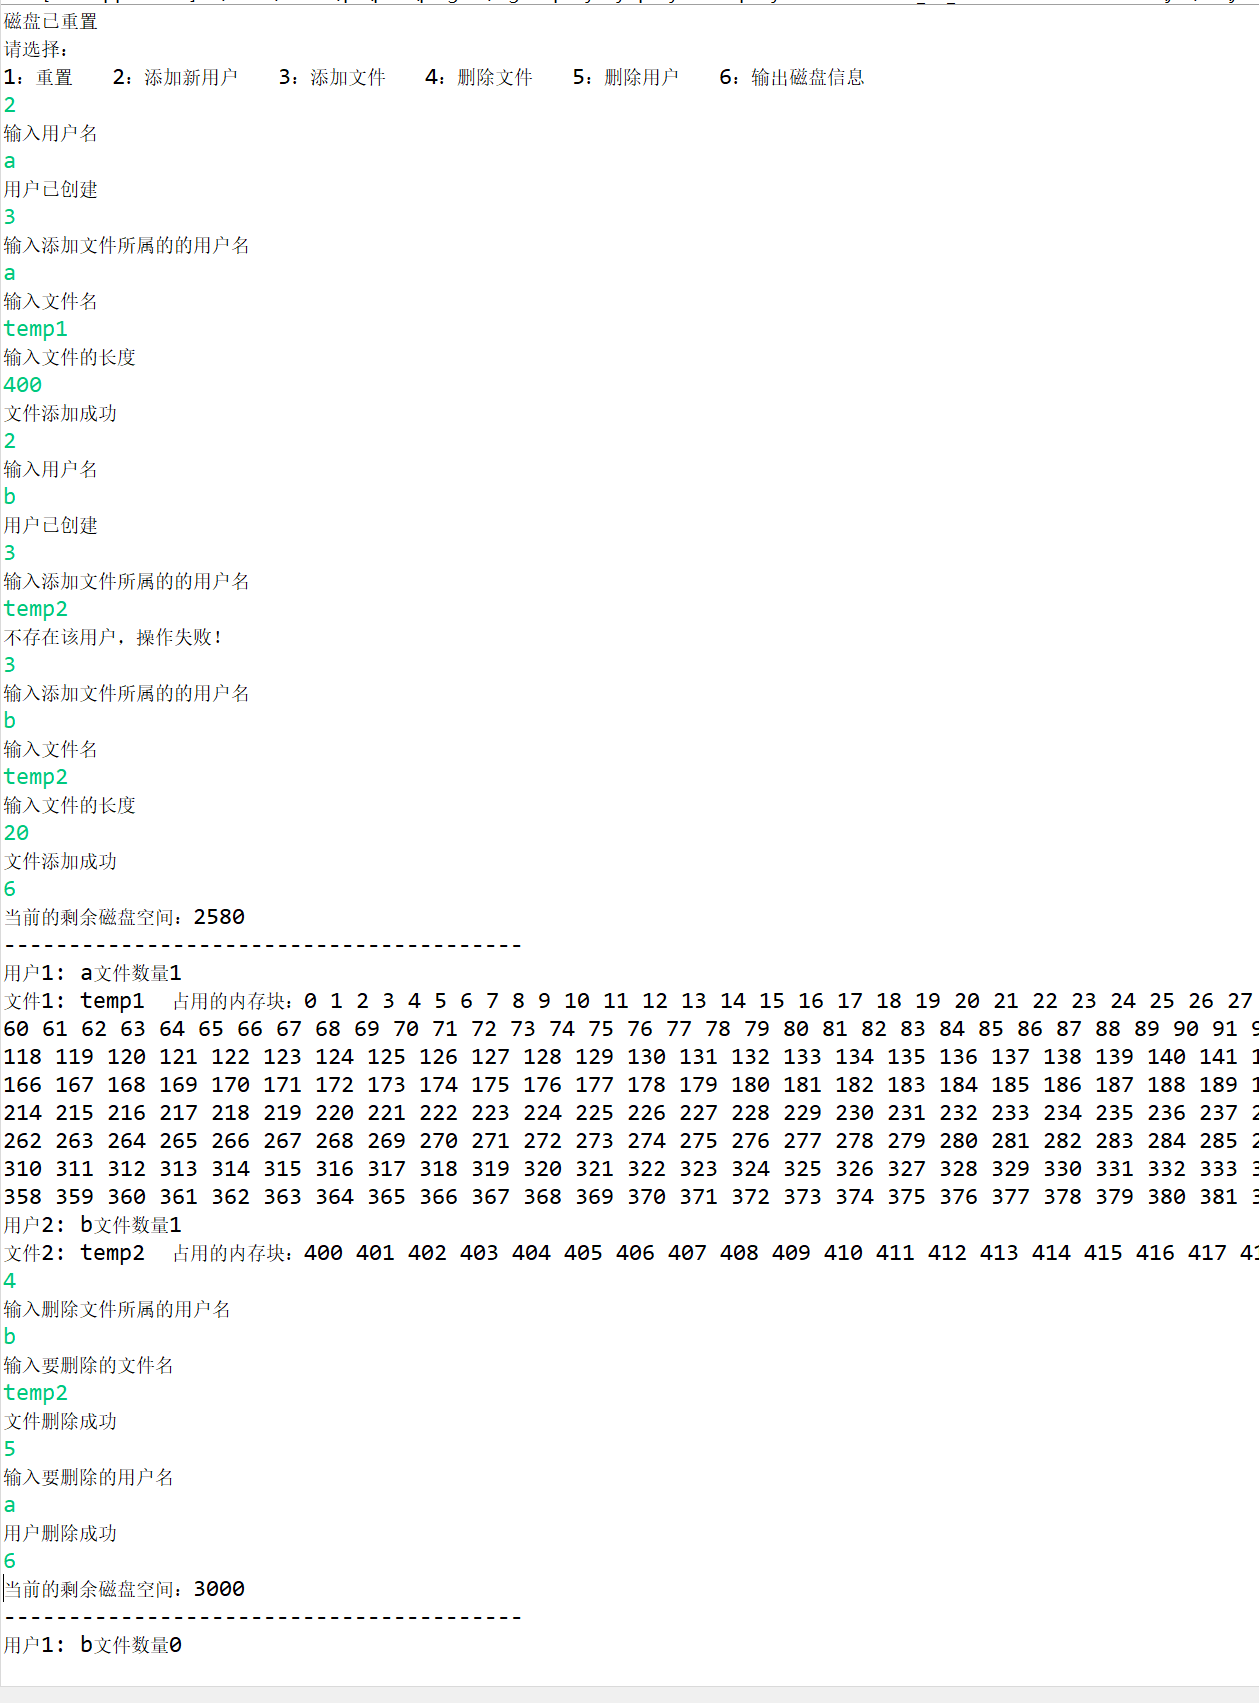 磁盘已重置
请选择：
1：重置 2：添加新用户 3：添加文件 4：删除文件 5：删除用户 6：输出磁盘信息
2
输入用户名
a
用户已创建
3
输入添加文件所属的的用户名
a
输入文件名
temp1
输入文件的长度
400
文件添加成功
2
输入用户名
b
用户已创建
3
输入添加文件所属的的用户名
temp2
不存在该用户，操作失败！
3
输入添加文件所属的的用户名
b
输入文件名
temp2
输入文件的长度
20
文件添加成功
6
当前的剩余磁盘空间：2580
----------------------------------------
用户1: a文件数量1
文件1: temp1 占用的内存块：0 1 2 3 4 5 6 7 8 9 10 11 12 13 14 15 16 17 18 19 20 21 22 23 24 25 26 27
60 61 62 63 64 65 66 67 68 69 70 71 72 73 74 75 76 77 78 79 80 81 82 83 84 85 86 87 88 89 90 91
118 119 120 121 122 123 124 125 126 127 128 129 130 131 132 133 134 135 136 137 138 139 140 141
166 167 168 169 170 171 172 173 174 175 176 177 178 179 180 181 182 183 184 185 186 187 188 189
214 215 216 217 218 219 220 221 222 223 224 225 226 227 228 229 230 231 232 233 234 235 236 237
262 263 264 265 266 267 268 269 270 271 272 273 274 275 276 277 278 279 280 281 282 283 284 285
310 311 312 313 314 315 316 317 318 319 320 321 322 323 324 325 326 327 328 329 330 331 332 333
358 359 360 361 362 363 364 365 366 367 368 369 370 371 372 373 374 375 376 377 378 379 380 381
用户2: b文件数量1
文件2: temp2 占用的内存块：400 401 402 403 404 405 406 407 408 409 410 411 412 413 414 415 416 417
4
输入删除文件所属的用户名
b
输入要删除的文件名
temp2
文件删除成功
5
输入要删除的用户名
a
用户删除成功
6
当前的剩余磁盘空间：3000
----------------------------------------
用户1: b文件数量0